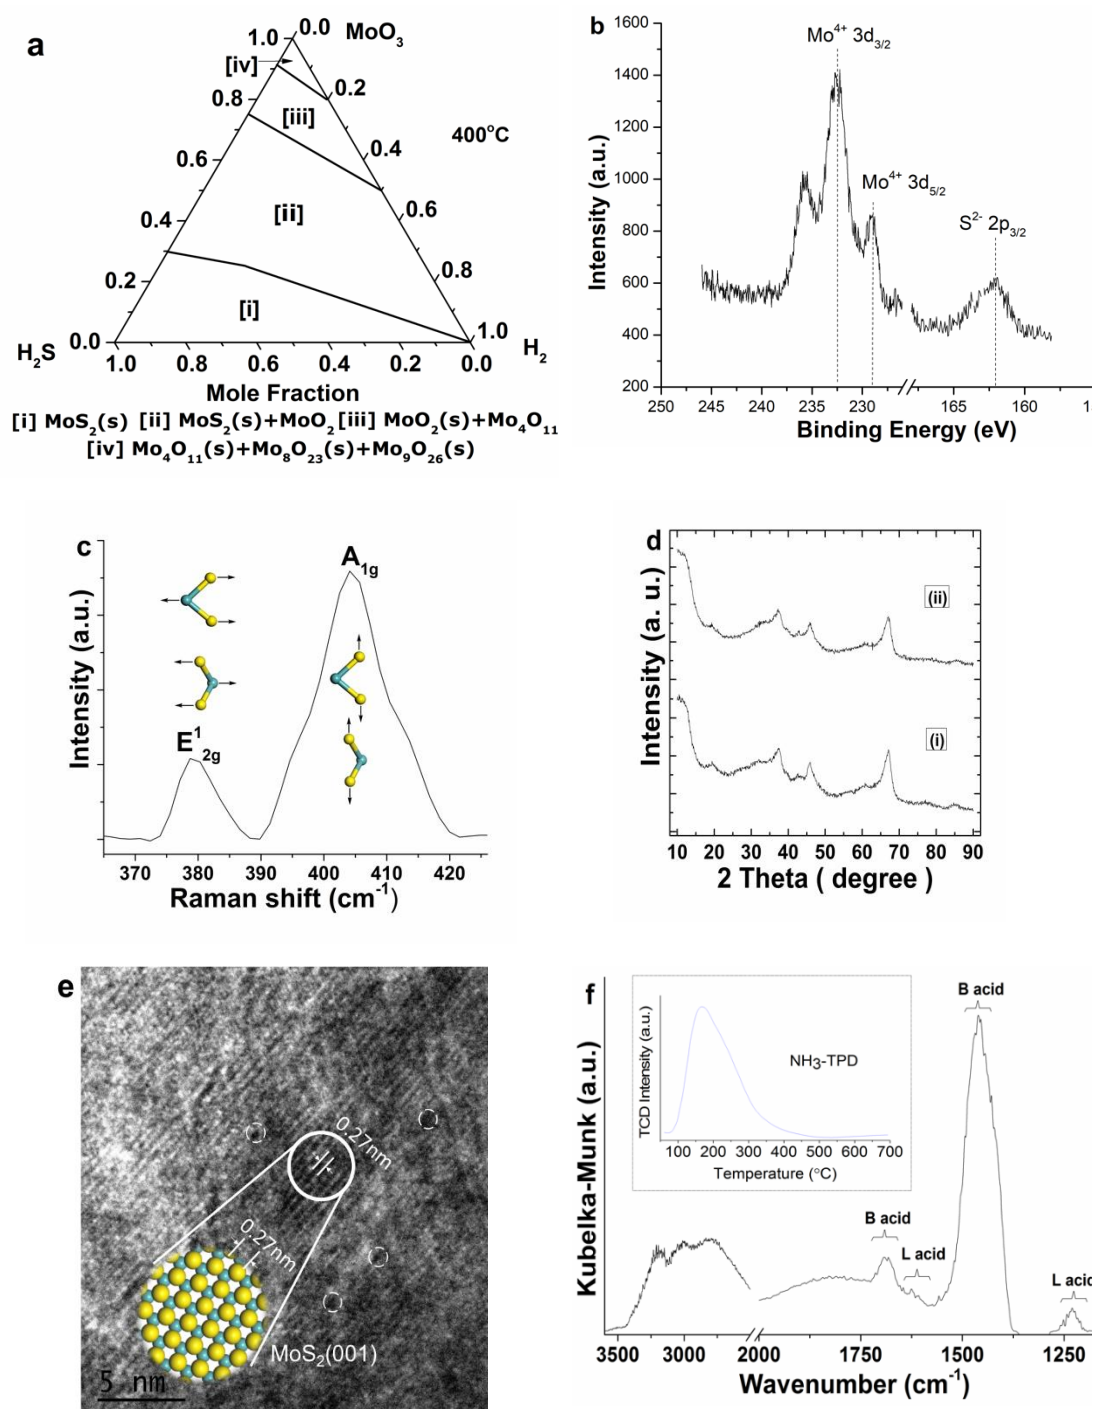 a
1.0
0.0
MoO3
[iv]
0.8
0.2
[iii]
400oC
0.6
0.4
[ii]
0.4
0.6
0.2
0.8
[i]
0.0
1.0
H2S
H2
1.0 0.8 0.6 0.4 0.2 0.0
Mole Fraction
[i] MoS2(s) [ii] MoS2(s)+MoO2 [iii] MoO2(s)+Mo4O11
[iv] Mo4O11(s)+Mo8O23(s)+Mo9O26(s)
b
Mo4+ 3d3/2
Mo4+ 3d5/2
S2- 2p3/2
1600
1400
1200
1000
800
600
400
200
Intensity (a.u.)
250 245 240 235 230 165 160
Binding Energy (eV)
c
A1g
E12g
Intensity (a.u.)
370 380 390 400 410 420
Raman shift (cm-1)
d
(ii)
(i)
Intensity (a. u.)
10 20 30 40 50 60 70 80 90
2 Theta ( degree )
e
0.27nm
0.27nm
MoS2(001)
5 nm
f
B acid
NH3-TPD
TCD Intensity (a.u.)
100 200 300 400 500 600 700
Temperature (°C)
B acid
L acid
L acid
Kubelka-Munk (a.u.)
3500 3000 2000 1750 1500 1250
Wavenumber (cm-1)